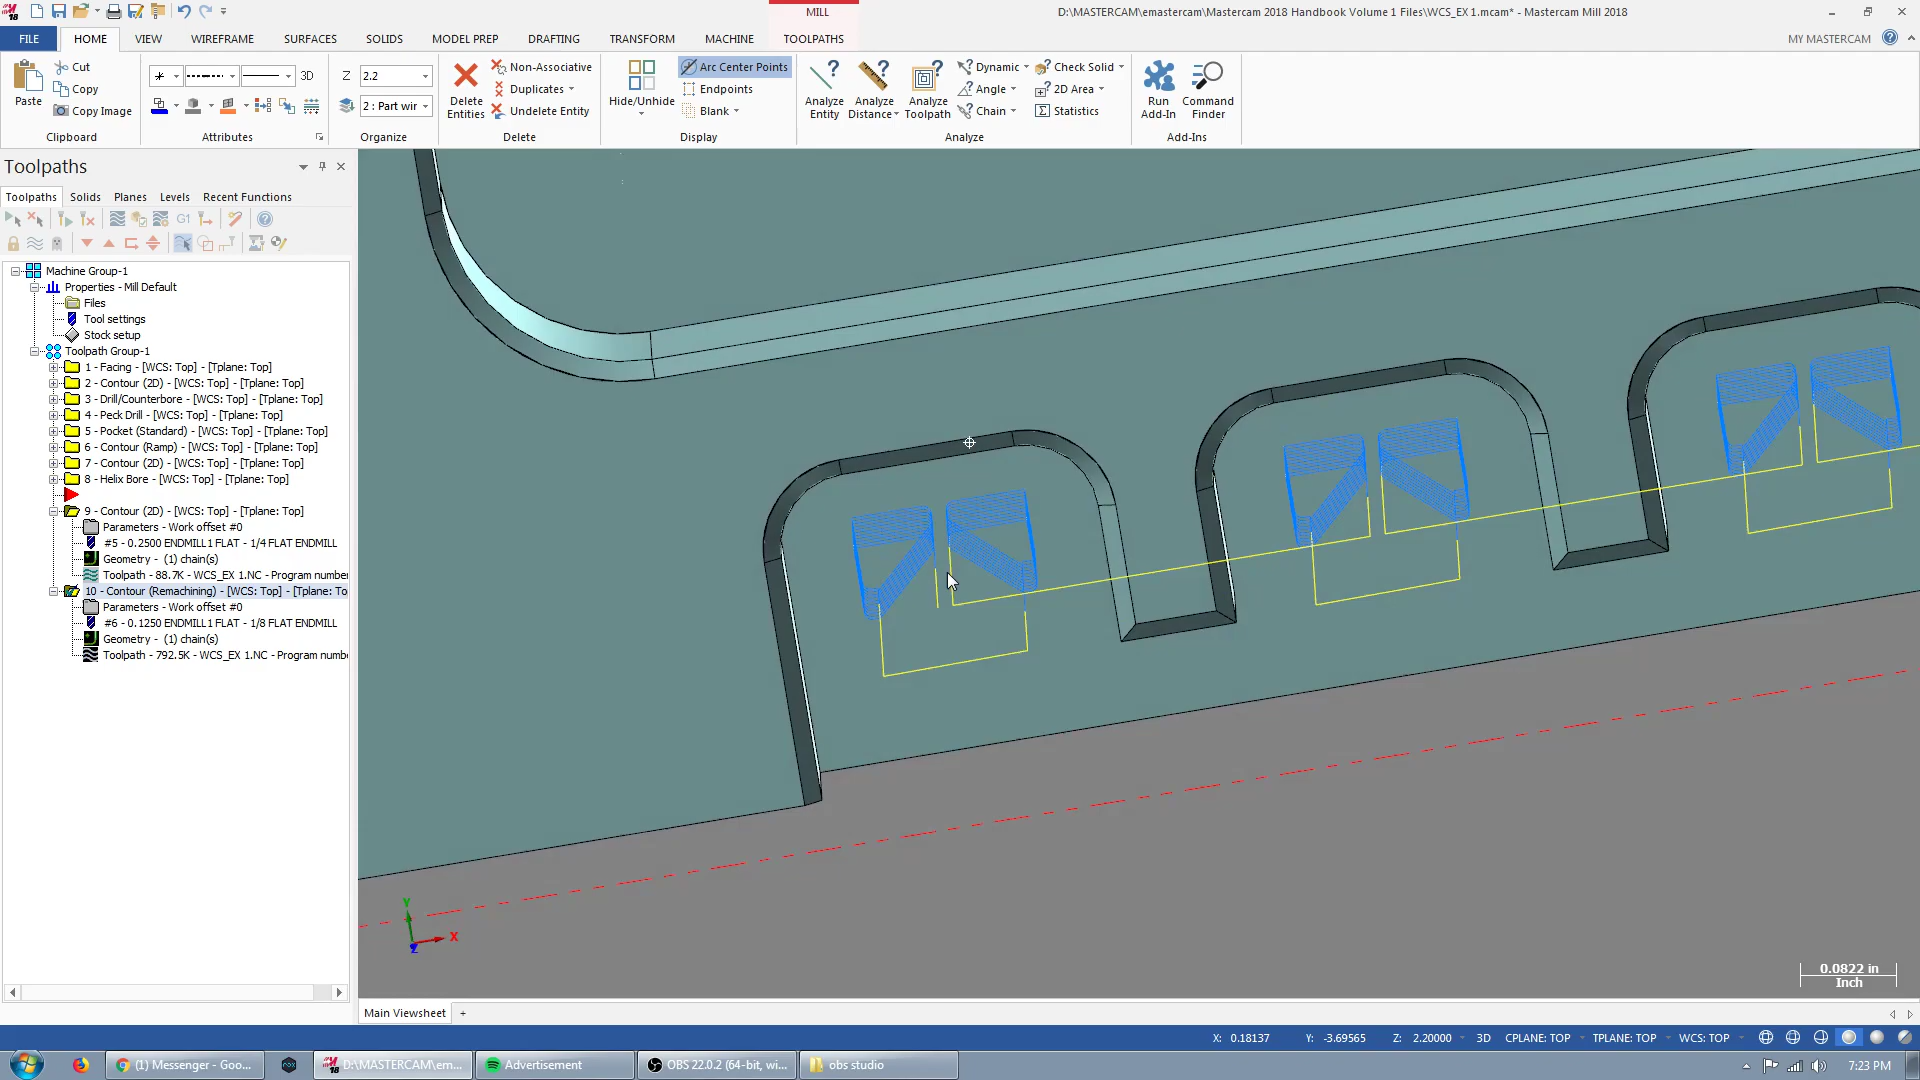 MILL
D:\MASTERCAM\emastercam\Mastercam 2018 Handbook Volume 1 Files\WCS_EX 1.mcam* - Mastercam Mill 2018
FILE HOME VIEW WIREFRAME SURFACES SOLIDS MODEL PREP DRAFTING TRANSFORM MACHINE TOOLPATHS MY MASTERCAM
Paste
Cut
Copy
Copy Image
Clipboard
3D
Attributes
Z 2.2
2 : Part wir
Organize
Delete Entities
Non-Associative
Duplicates
Undelete Entity
Delete
Hide/Unhide
Arc Center Points
Endpoints
Blank
Display
Analyze Entity
Analyze Distance
Analyze Toolpath
Dynamic
Angle
Chain
Check Solid
2D Area
Statistics
Analyze
Run Add-In
Command Finder
Add-Ins
Toolpaths
Toolpaths Solids Planes Levels Recent Functions
G1
Machine Group-1
Properties - Mill Default
Files
Tool settings
Stock setup
Toolpath Group-1
1 - Facing - [WCS: Top] - [Tplane: Top]
2 - Contour (2D) - [WCS: Top] - [Tplane: Top]
3 - Drill/Counterbore - [WCS: Top] - [Tplane: Top]
4 - Peck Drill - [WCS: Top] - [Tplane: Top]
5 - Pocket (Standard) - [WCS: Top] - [Tplane: Top]
6 - Contour (Ramp) - [WCS: Top] - [Tplane: Top]
7 - Contour (2D) - [WCS: Top] - [Tplane: Top]
8 - Helix Bore - [WCS: Top] - [Tplane: Top]
9 - Contour (2D) - [WCS: Top] - [Tplane: Top]
Parameters - Work offset #0
#5 - 0.2500 ENDMILL1 FLAT - 1/4 FLAT ENDMILL
Geometry - (1) chain(s)
Toolpath - 88.7K - WCS_EX 1.NC - Program number
10 - Contour (Remachining) - [WCS: Top] - [Tplane: To
Parameters - Work offset #0
#6 - 0.1250 ENDMILL1 FLAT - 1/8 FLAT ENDMILL
Geometry - (1) chain(s)
Toolpath - 792.5K - WCS_EX 1.NC - Program numbe
Y
X
Z
0.0822 in
Inch
Main Viewsheet +
X: 0.18137 Y: -3.69565 Z: 2.20000 3D CPLANE: TOP TPLANE: TOP WCS: TOP
(1) Messenger - Goo...
D:\MASTERCAM\em...
Advertisement
OBS 22.0.2 (64-bit, wi...
obs studio
7:23 PM